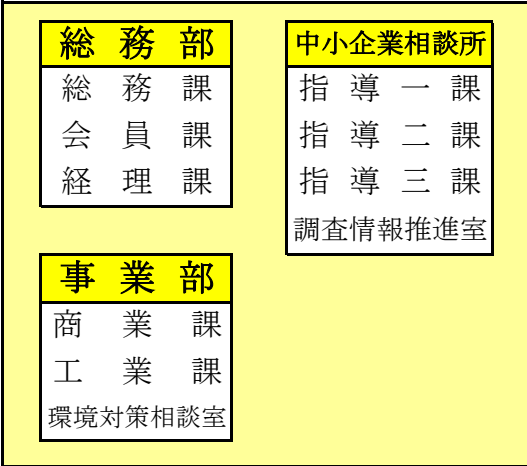 総務部
総務課
会員課
経理課
中小企業相談所
指導一課
指導二課
指導三課
調査情報推進室
事業部
商業課
工業課
環境対策相談室